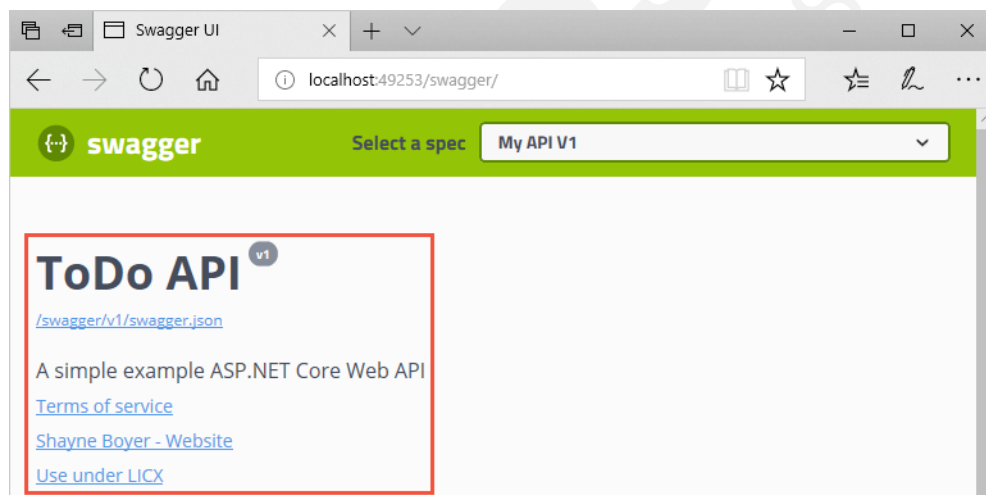 Swagger UI
localhost:49253/swagger/
{··} swagger Select a spec My API V1
ToDo API v1
/swagger/v1/swagger.json
A simple example ASP.NET Core Web API
Terms of service
Shayne Boyer - Website
Use under LICX